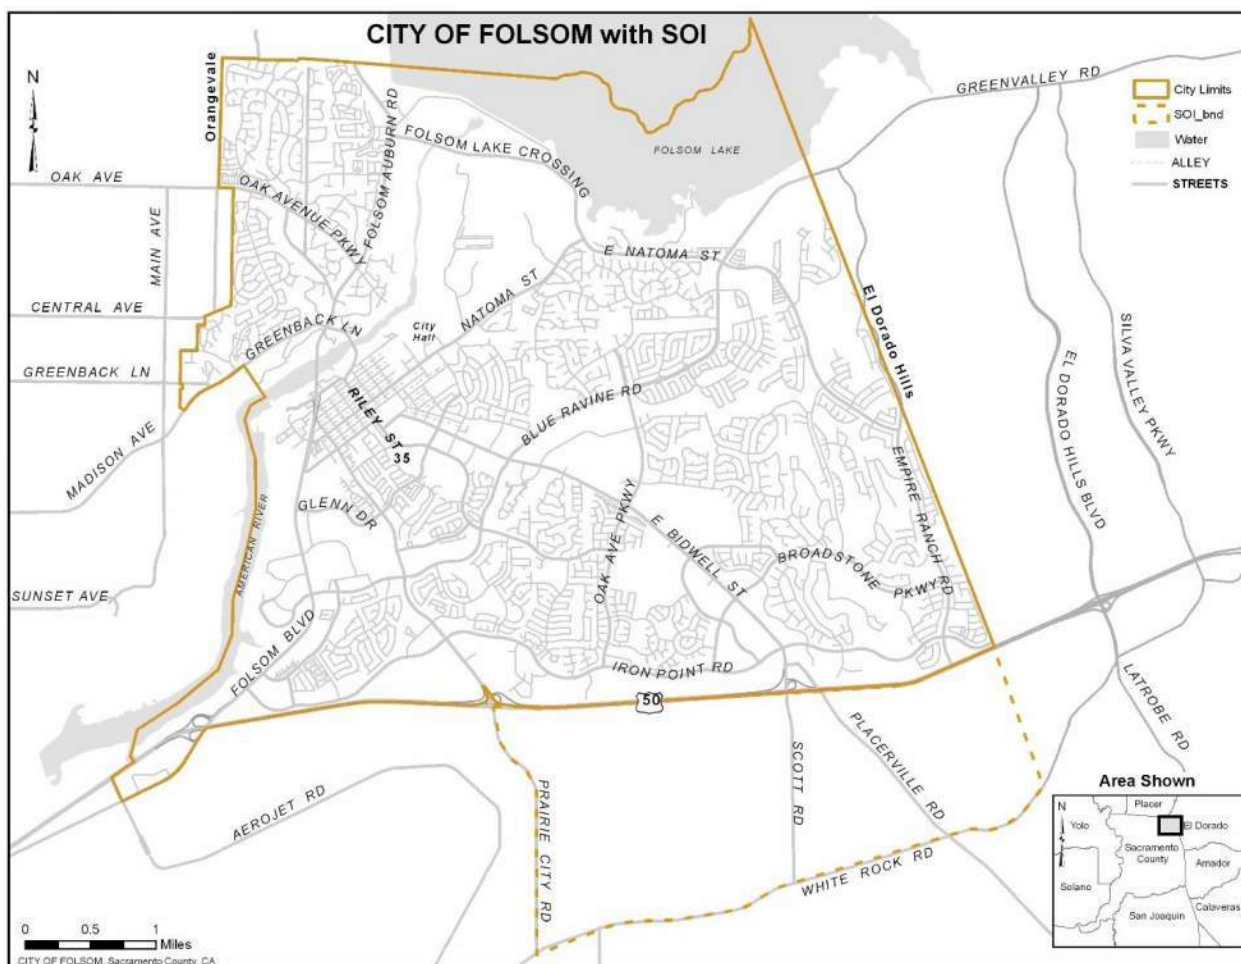 CITY OF FOLSOM with SOI
N
Orangevale
GREENVALLEY RD
City Limits
SOI_bnd
Water
ALLEY
STREETS
FOLSOM AUBURN RD
FOLSOM LAKE CROSSING
FOLSOM LAKE
OAK AVE
OAK AVENUE PKWY
MAIN AVE
E NATOMA ST
NATOMA ST
CENTRAL AVE
GREENBACK LN
City
Hall
El Dorado Hills
SILVA VALLEY PKWY
EL DORADO HILLS BLVD
GREENBACK LN
RILEY ST
BLUE RAVINE RD
35
MADISON AVE
GLENN DR
EMPIRE RANCH RD
OAK AVE PKWY
E BIDWELL ST
BROADSTONE
PKWY
AMERICAN RIVER
SUNSET AVE
FOLSOM BLVD
IRON POINT RD
50
LATROBE RD
PLACERVILLE RD
SCOTT RD
PRAIRIE CITY RD
AEROJET RD
WHITE ROCK RD
Area Shown
N
Placer
Yolo
El Dorado
Sacramento
County
Amador
Solano
Calaveras
San Joaquin
0 0.5 1
Miles
CITY OF FOLSOM, Sacramento County, CA